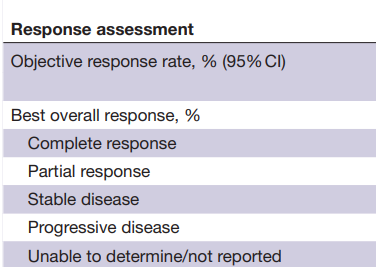 Response assessment
Objective response rate, % (95% CI)
Best overall response, %
Complete response
Partial response
Stable disease
Progressive disease
Unable to determine/not reported